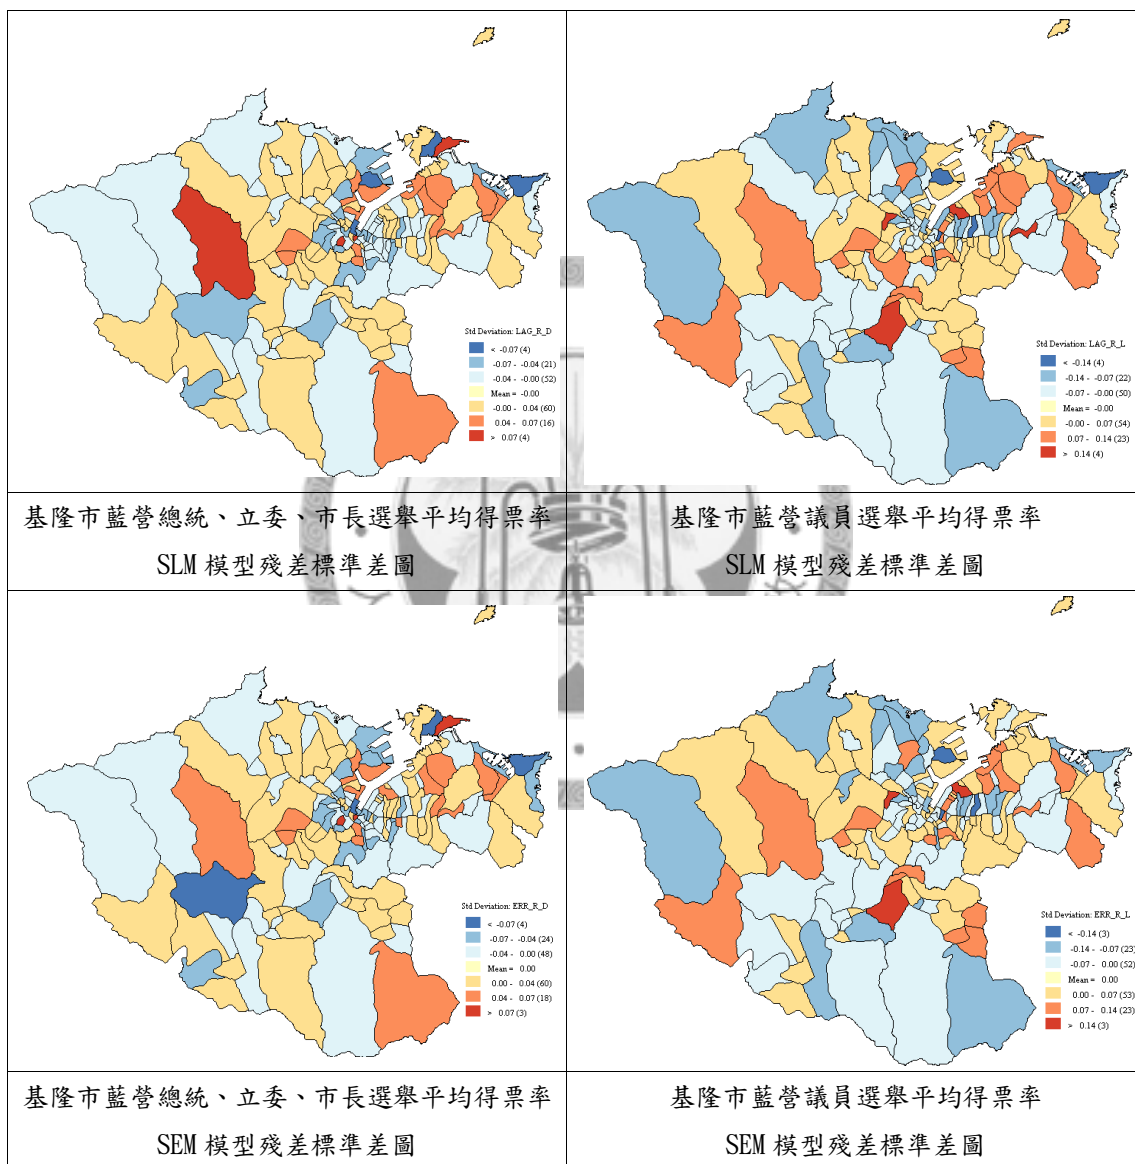 Std Deviation: LAG_R_D
< -0.07 (4)
-0.07 - -0.04 (21)
-0.04 - -0.00 (52)
Mean = -0.00
-0.00 - 0.04 (60)
0.04 - 0.07 (16)
> 0.07 (4)
Std Deviation: LAG_R_L
< -0.14 (4)
-0.14 - -0.07 (22)
-0.07 - -0.00 (50)
Mean = -0.00
-0.00 - 0.07 (54)
0.07 - 0.14 (23)
> 0.14 (4)
基隆市藍營總統、立委、市長選舉平均得票率
SLM 模型殘差標準差圖
基隆市藍營議員選舉平均得票率
SLM 模型殘差標準差圖
Std Deviation: ERR_R_D
< -0.07 (4)
-0.07 - -0.04 (24)
-0.04 - 0.00 (48)
Mean = 0.00
0.00 - 0.04 (60)
0.04 - 0.07 (18)
> 0.07 (3)
Std Deviation: ERR_R_L
< -0.14 (3)
-0.14 - -0.07 (23)
-0.07 - 0.00 (52)
Mean = 0.00
0.00 - 0.07 (53)
0.07 - 0.14 (23)
> 0.14 (3)
基隆市藍營總統、立委、市長選舉平均得票率
SEM 模型殘差標準差圖
基隆市藍營議員選舉平均得票率
SEM 模型殘差標準差圖